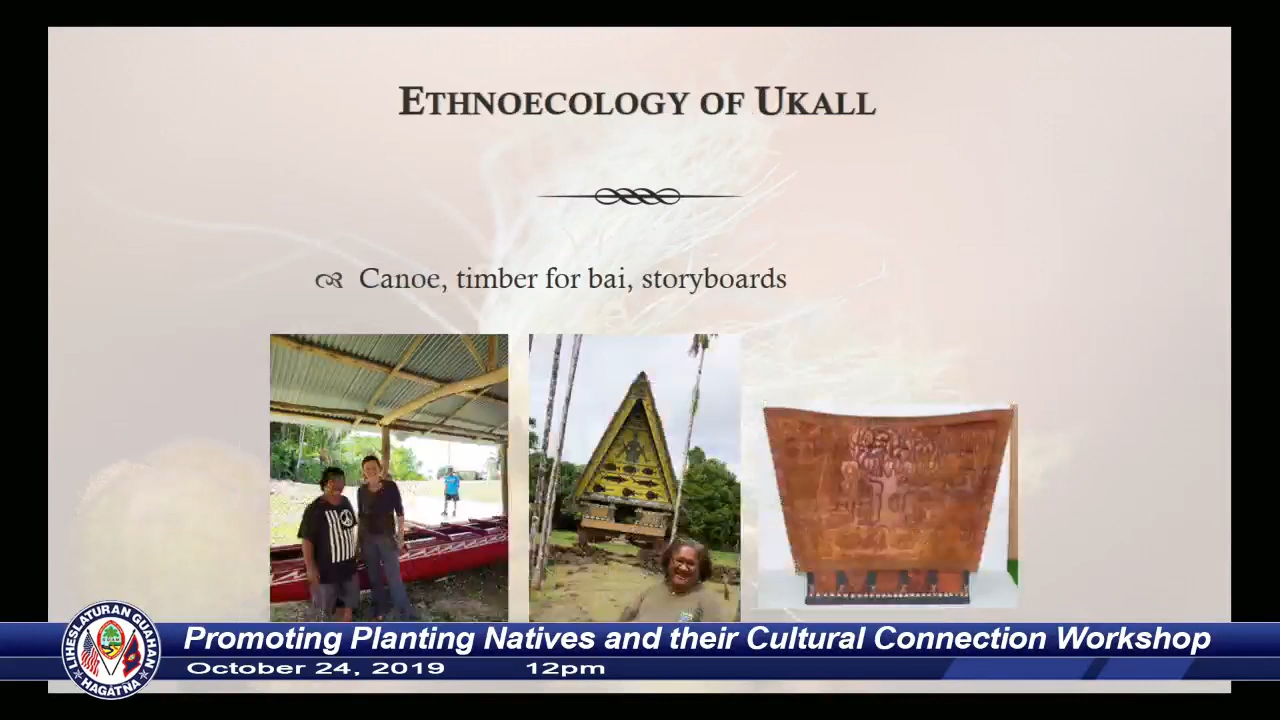 ETHNOECOLOGY OF UKALL
Canoe, timber for bai, storyboards
Promoting Planting Natives and their Cultural Connection Workshop
October 24, 2019 12pm
I LIHESLATURAN GUAHAN
HAGATNA